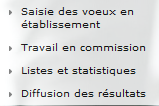 Saisie des voeux en
établissement
Travail en commission
Listes et statistiques
Diffusion des résultats